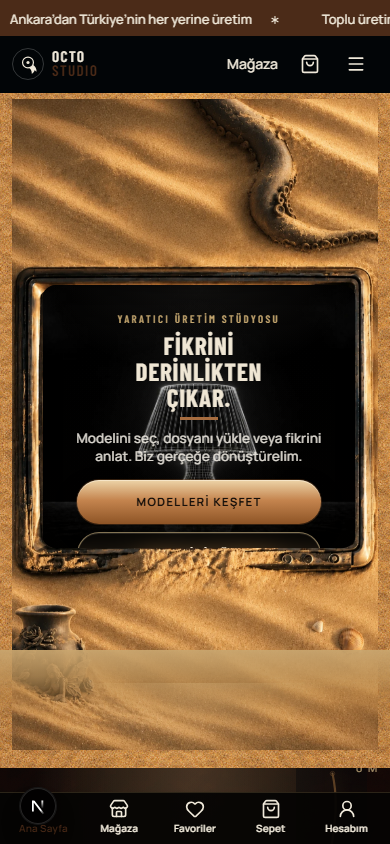 Ankara'dan Türkiye'nin her yerine üretim * Toplu üretir
OCTO
STUDIO
Mağaza
YARATICI ÜRETİM STÜDYOSU
FİKRİNİ
DERİNLİKTEN
ÇIKAR.
Modelini seç, dosyanı yükle veya fikrini
anlat. Biz gerçeğe dönüştürelim.
MODELLERİ KEŞFET
N
Ana Sayfa
Mağaza
Favoriler
Sepet
Hesabım